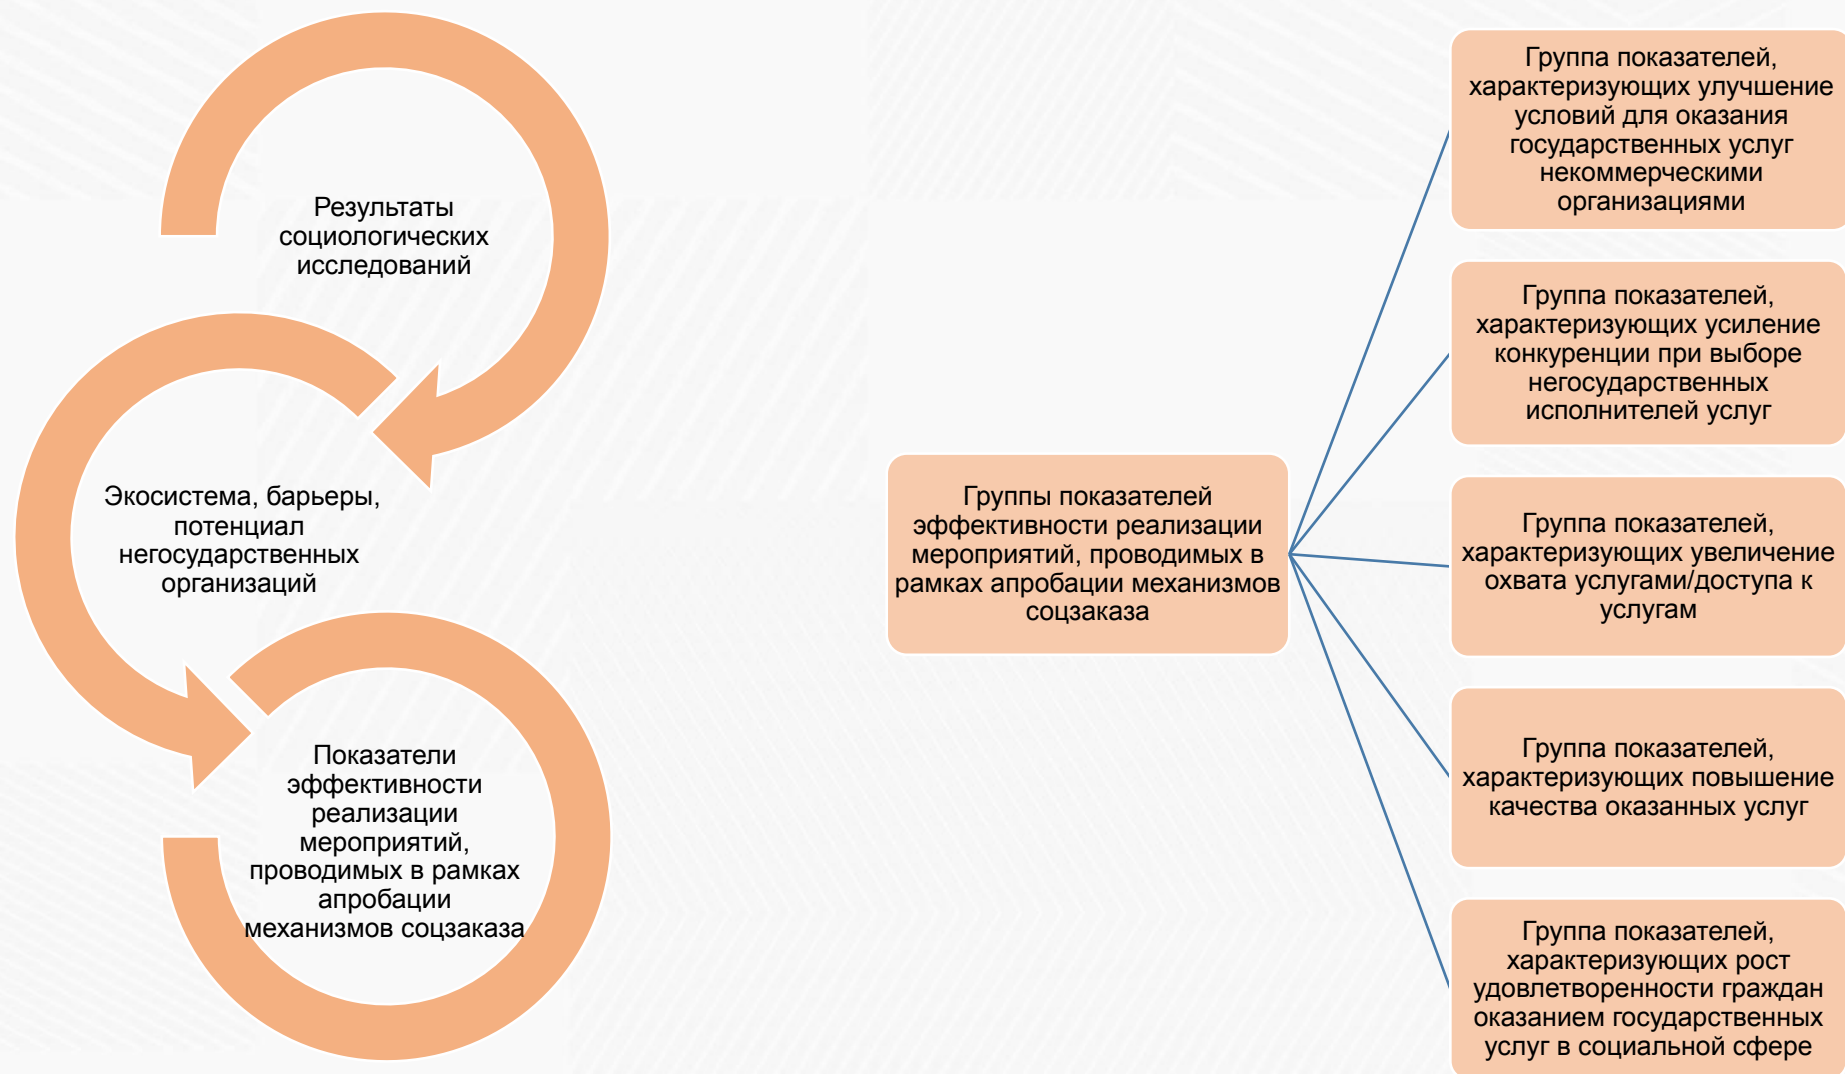 Результаты
социологических
исследований
Экосистема, барьеры,
потенциал
негосударственных
организаций
Показатели
эффективности
реализации
мероприятий,
проводимых в рамках
апробации
механизмов соцзаказа
Группы показателей
эффективности реализации
мероприятий, проводимых в
рамках апробации механизмов
соцзаказа
Группа показателей,
характеризующих улучшение
условий для оказания
государственных услуг
некоммерческими
организациями
Группа показателей,
характеризующих усиление
конкуренции при выборе
негосударственных
исполнителей услуг
Группа показателей,
характеризующих увеличение
охвата услугами/доступа к
услугам
Группа показателей,
характеризующих повышение
качества оказанных услуг
Группа показателей,
характеризующих рост
удовлетворенности граждан
оказанием государственных
услуг в социальной сфере